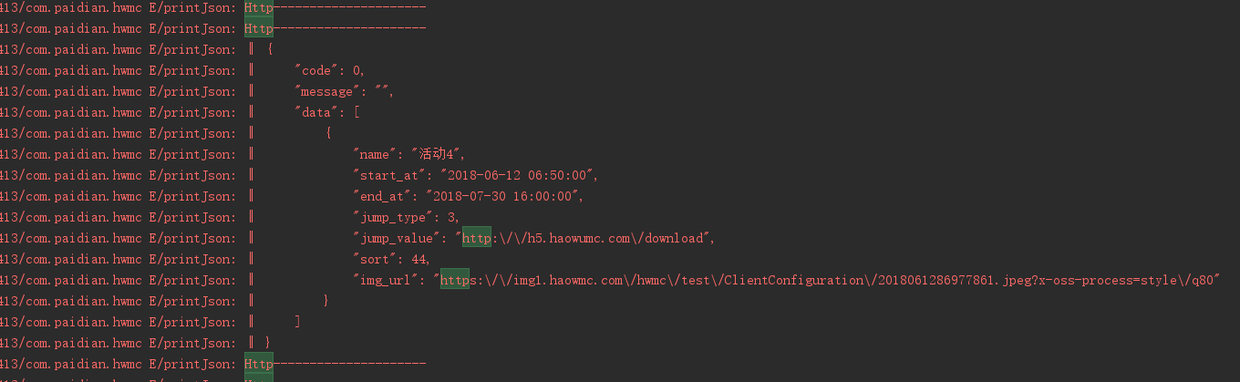 413/com.paidian.hwmc E/printJson: Http---------------------
413/com.paidian.hwmc E/printJson: Http---------------------
413/com.paidian.hwmc E/printJson: ‖ {
413/com.paidian.hwmc E/printJson: ‖     "code": 0,
413/com.paidian.hwmc E/printJson: ‖     "message": "",
413/com.paidian.hwmc E/printJson: ‖     "data": [
413/com.paidian.hwmc E/printJson: ‖         {
413/com.paidian.hwmc E/printJson: ‖             "name": "活动4",
413/com.paidian.hwmc E/printJson: ‖             "start_at": "2018-06-12 06:50:00",
413/com.paidian.hwmc E/printJson: ‖             "end_at": "2018-07-30 16:00:00",
413/com.paidian.hwmc E/printJson: ‖             "jump_type": 3,
413/com.paidian.hwmc E/printJson: ‖             "jump_value": "http:\/\/h5.haowumc.com\/download",
413/com.paidian.hwmc E/printJson: ‖             "sort": 44,
413/com.paidian.hwmc E/printJson: ‖             "img_url": "https:\/\/img1.haowmc.com\/hwmc\/test\/ClientConfiguration\/2018061286977861.jpeg?x-oss-process=style\/q80"
413/com.paidian.hwmc E/printJson: ‖         }
413/com.paidian.hwmc E/printJson: ‖     ]
413/com.paidian.hwmc E/printJson: ‖ }
413/com.paidian.hwmc E/printJson: Http---------------------